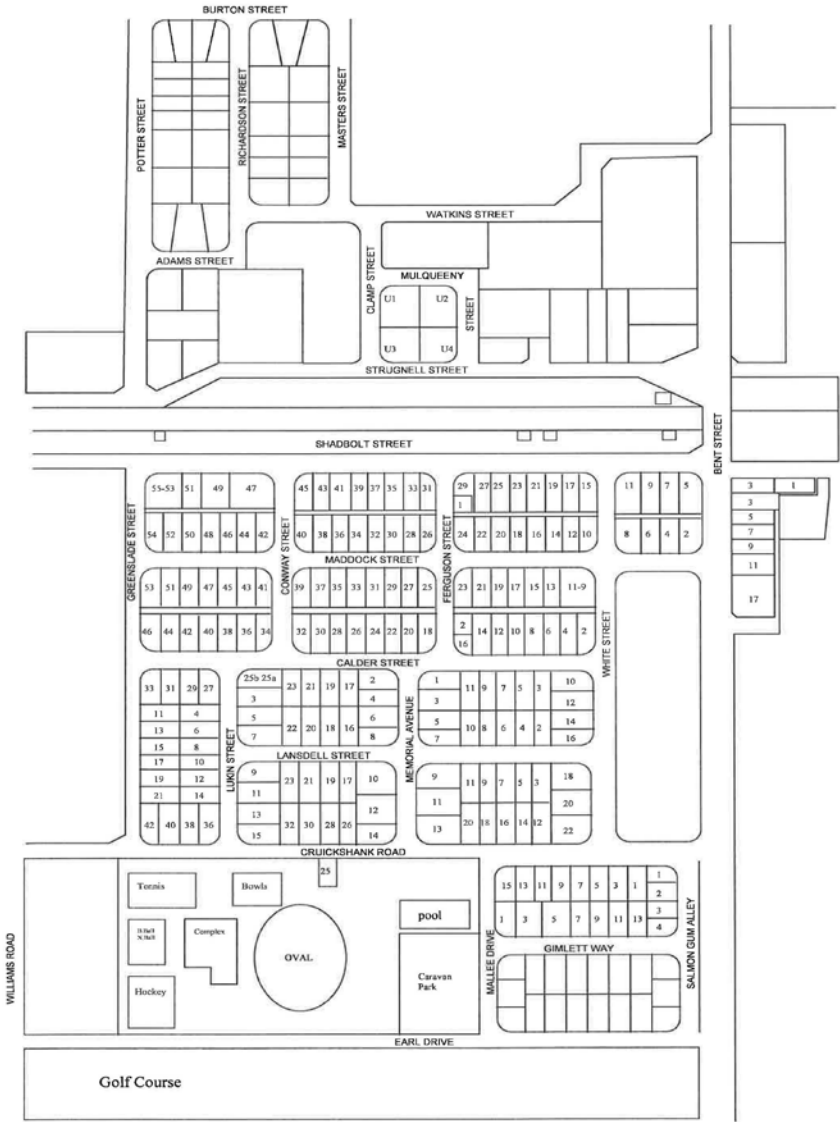 BURTON STREET
POTTER STREET
RICHARDSON STREET
MASTERS STREET
WATKINS STREET
ADAMS STREET
CLAMP STREET
MULQUEENY
STREET
U1 U2
U3 U4
STRUGNELL STREET
SHADBOLT STREET
BENT STREET
55-53 51 49 47
54 52 50 48 46 44 42
45 43 41 39 37 35 33 31
40 38 36 34 32 30 28 26
29 27 25 23 21 19 17 15
1
24 22 20 18 16 14 12 10
11 9 7 5
8 6 4 2
3 1
3
5
7
9
11
17
GREENSLADE STREET
CONWAY STREET
MADDOCK STREET
FERGUSON STREET
WHITE STREET
53 51 49 47 45 43 41
46 44 42 40 38 36 34
39 37 35 33 31 29 27 25
32 30 28 26 24 22 20 18
23 21 19 17 15 13 11-9
2
16 14 12 10 8 6 4 2
CALDER STREET
33 31 29 27
11 4
13 6
15 8
17 10
19 12
21 14
42 40 38 36
LUKIN STREET
25b 25a 23 21 19 17 2
3 4
5 6
7 22 20 18 16 8
LANSDELL STREET
MEMORIAL AVENUE
1 11 9 7 5 3 10
3 12
5 14
7 10 8 6 4 2 16
9 23 21 19 17 10
11
13 12
15 32 30 28 26 14
9 11 9 7 5 3 18
11 20
13 20 18 16 14 12 22
CRUICKSHANK ROAD
25
Tennis
Bowls
B.Ball
N.Ball
Complex
OVAL
Hockey
pool
Caravan
Park
WILLIAMS ROAD
MALLEE DRIVE
15 13 11 9 7 5 3 1
1 3 5 7 9 11 13
1
2
3
4
GIMLETT WAY
SALMON GUM ALLEY
EARL DRIVE
Golf Course